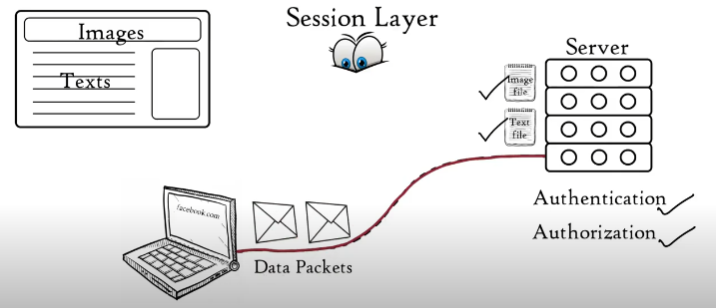 Session Layer
Images
Texts
Server
Image
file
Text
file
facebook.com
Data Packets
Authentication
Authorization